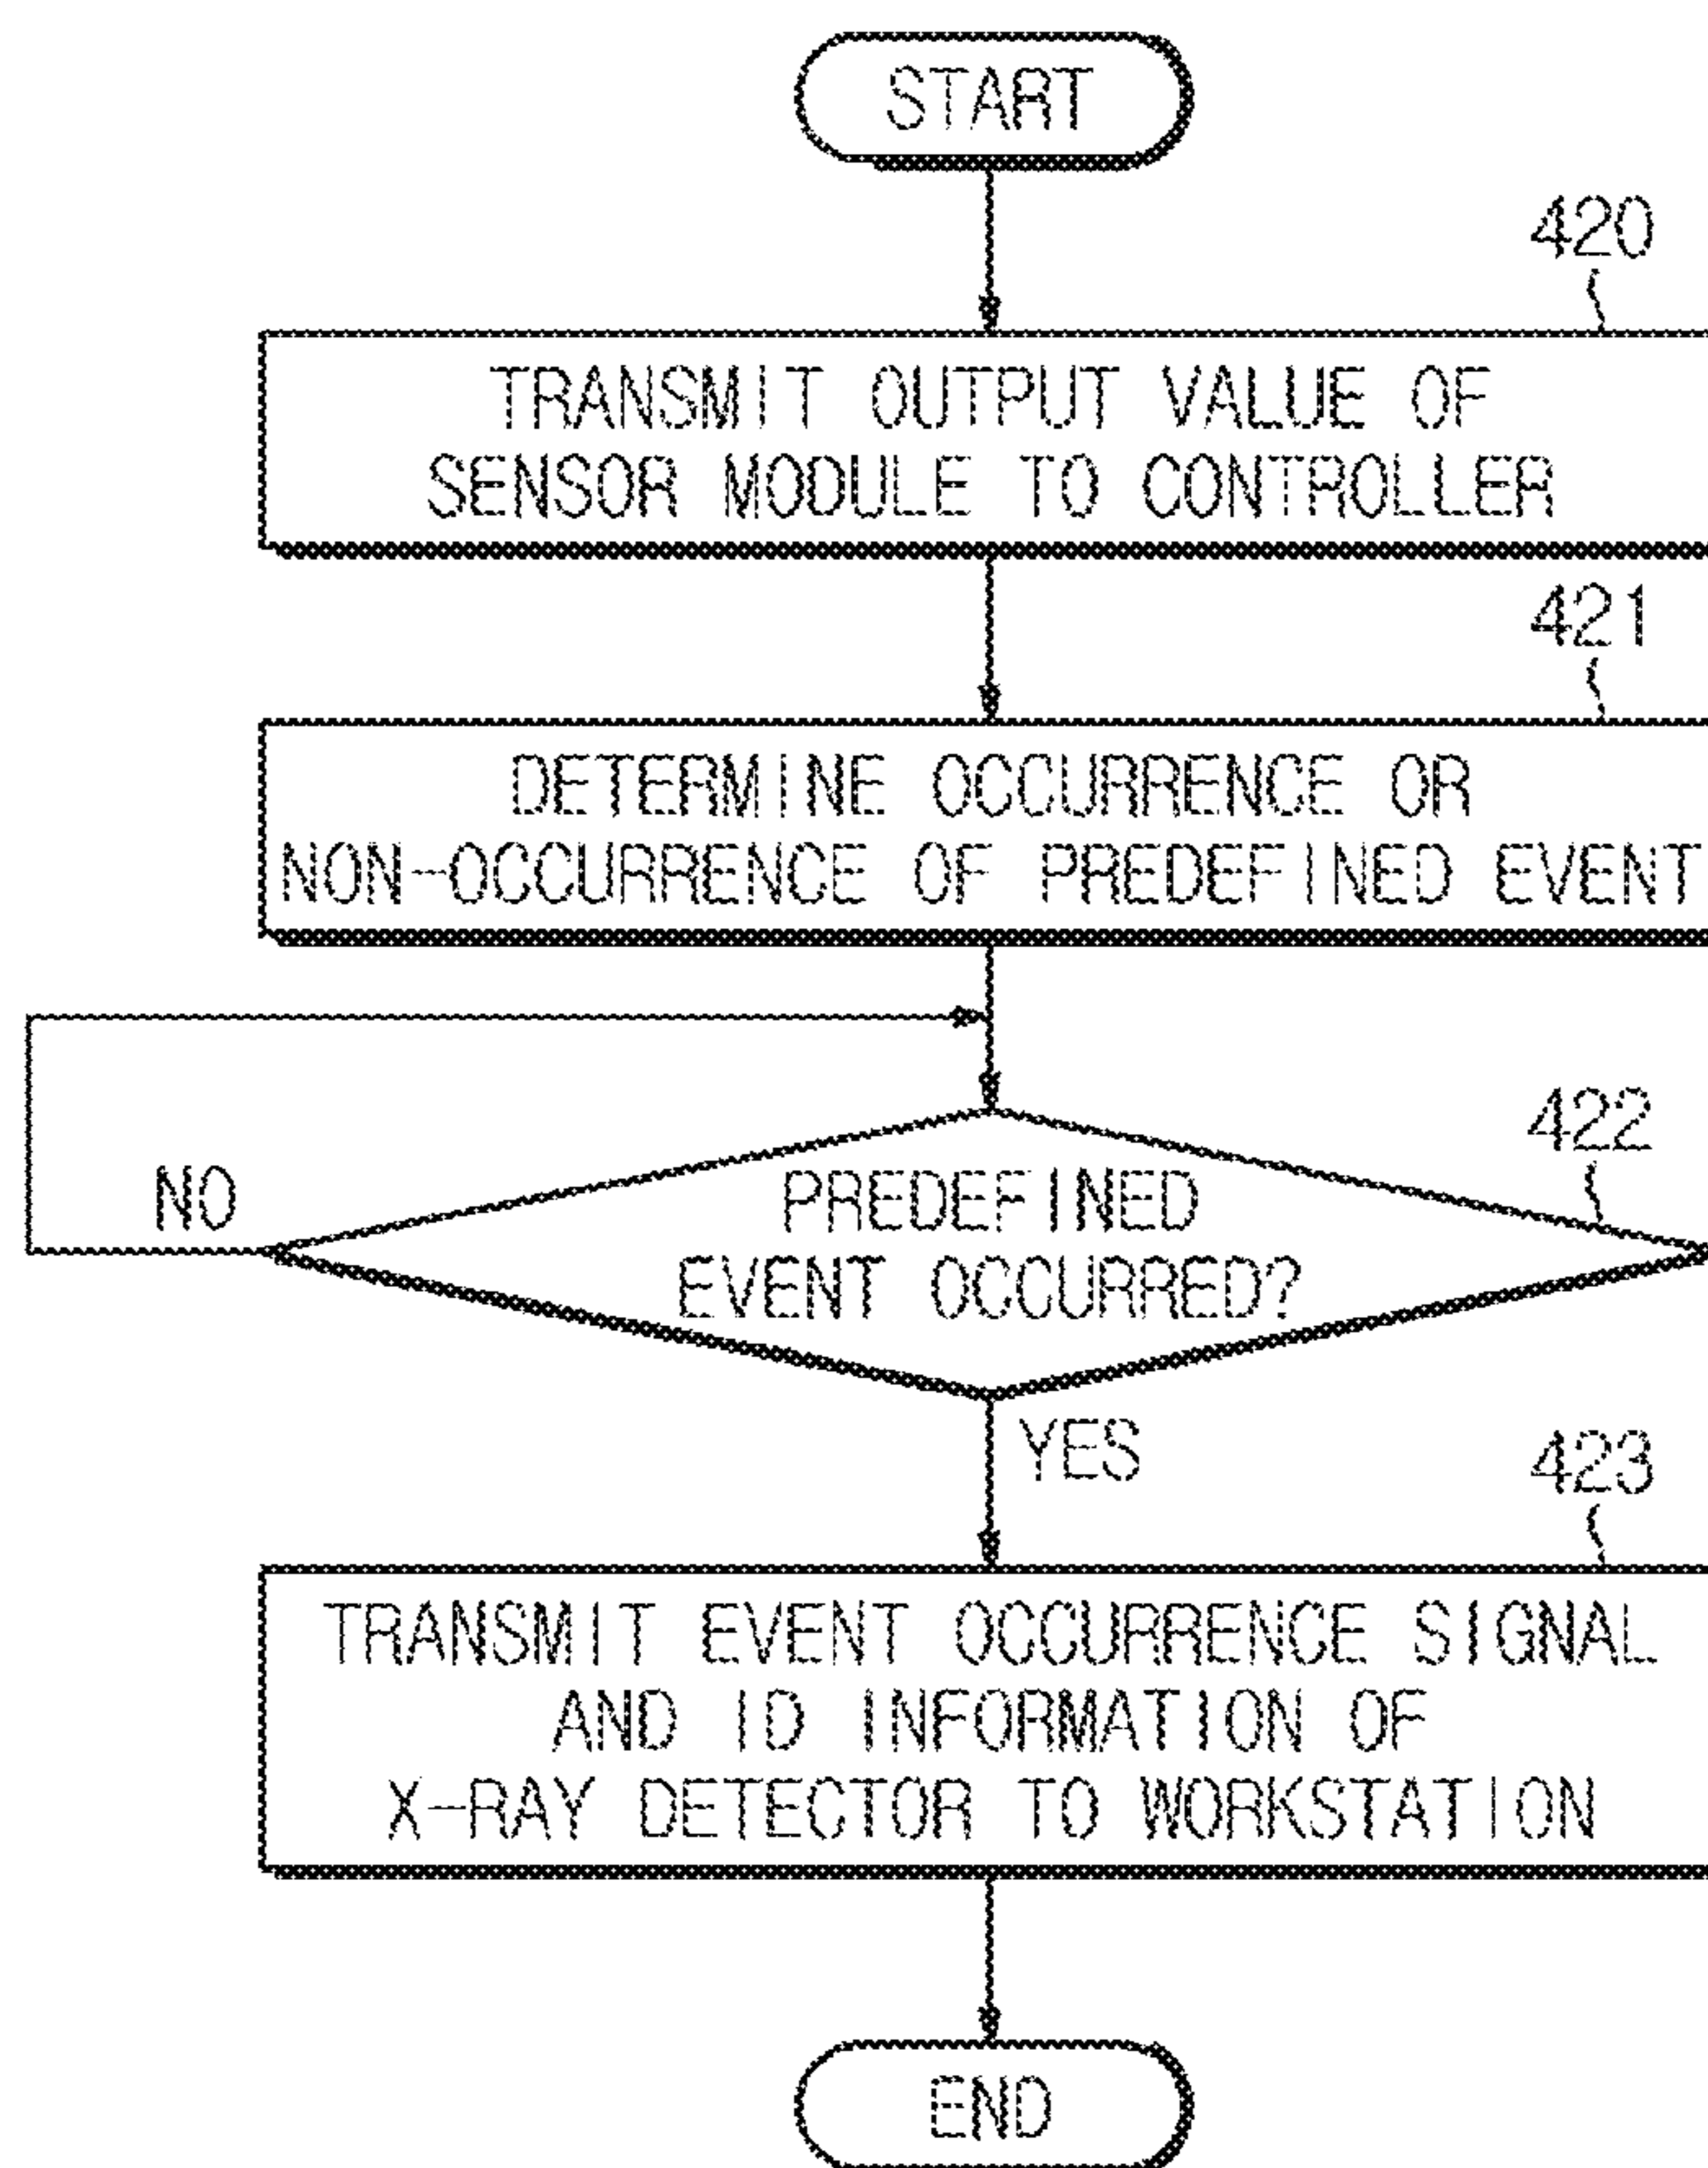 START
420
TRANSMIT OUTPUT VALUE OF
SENSOR MODULE TO CONTROLLER
421
DETERMINE OCCURRENCE OR
NON-OCCURRENCE OF PREDEFINED EVENT
422
NO
PREDEFINED
EVENT OCCURRED?
YES
423
TRANSMIT EVENT OCCURRENCE SIGNAL
AND ID INFORMATION OF
X-RAY DETECTOR TO WORKSTATION
END